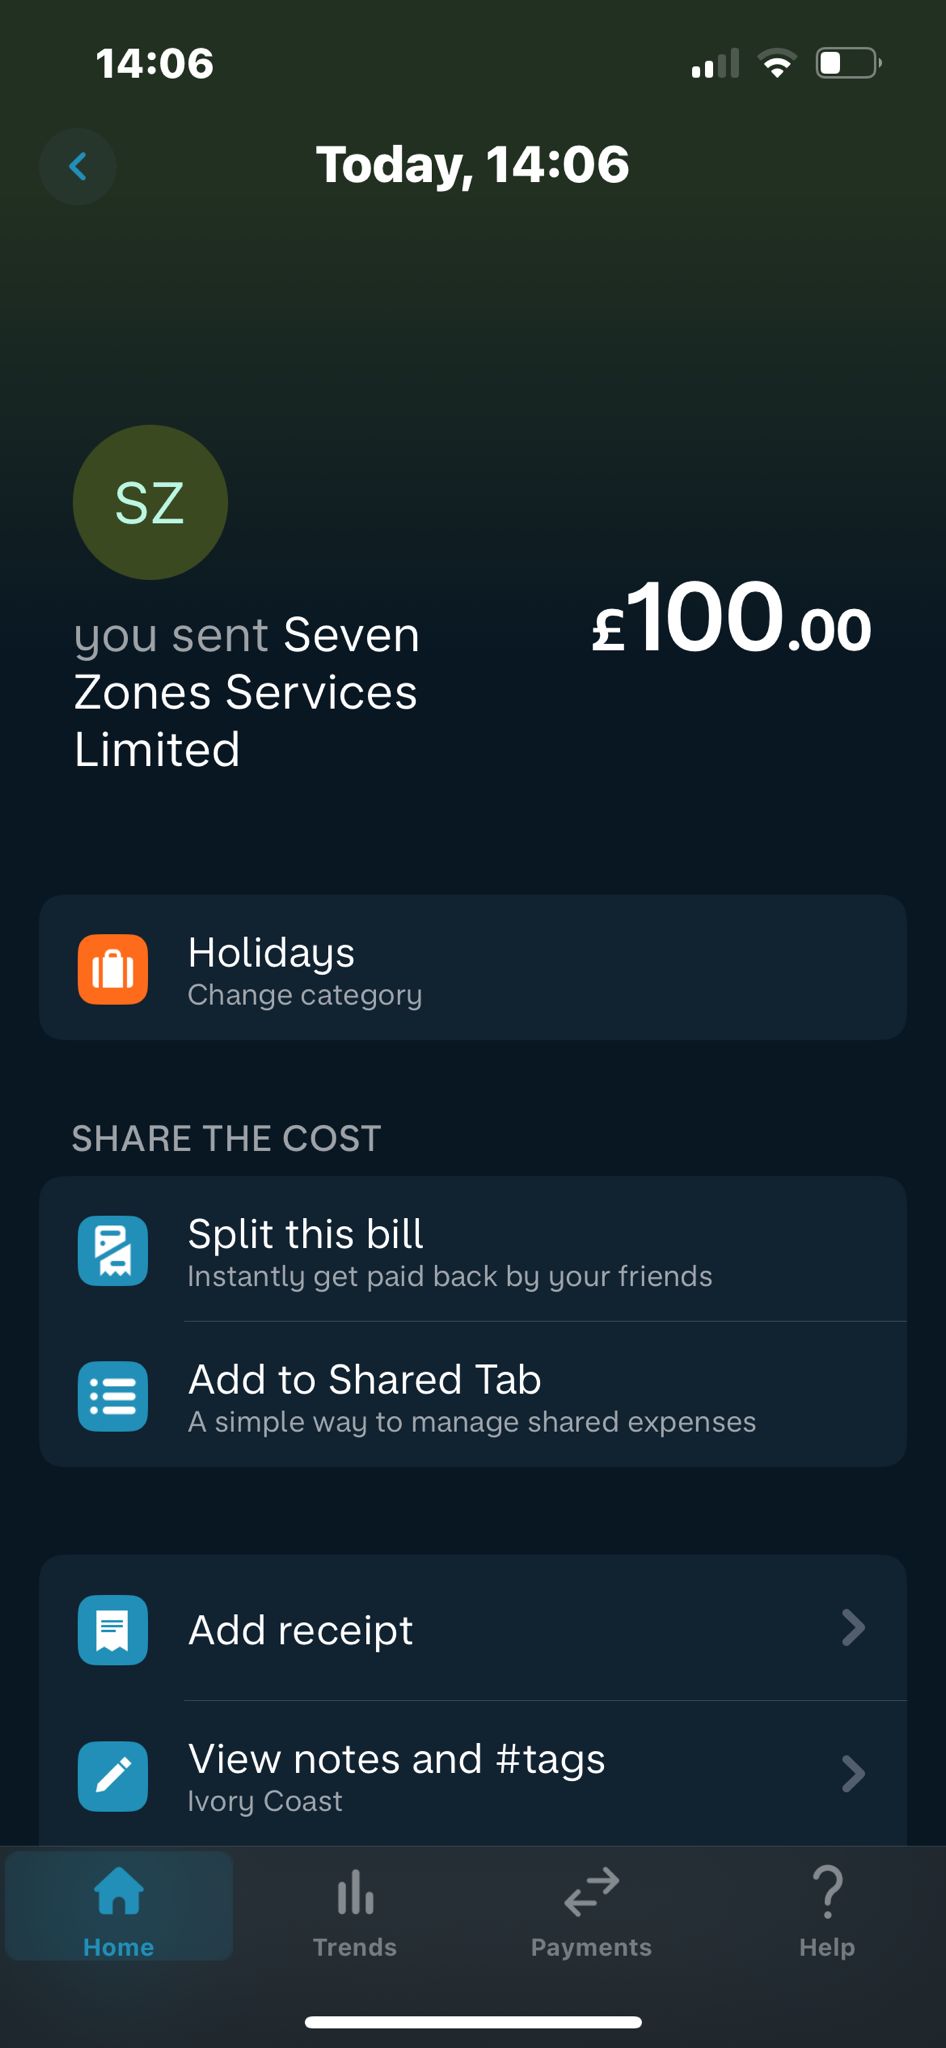 14:06
Today, 14:06
SZ
you sent Seven
Zones Services
Limited
£100.00
Holidays
Change category
SHARE THE COST
Split this bill
Instantly get paid back by your friends
Add to Shared Tab
A simple way to manage shared expenses
Add receipt
View notes and #tags
Ivory Coast
Home
Trends
Payments
Help